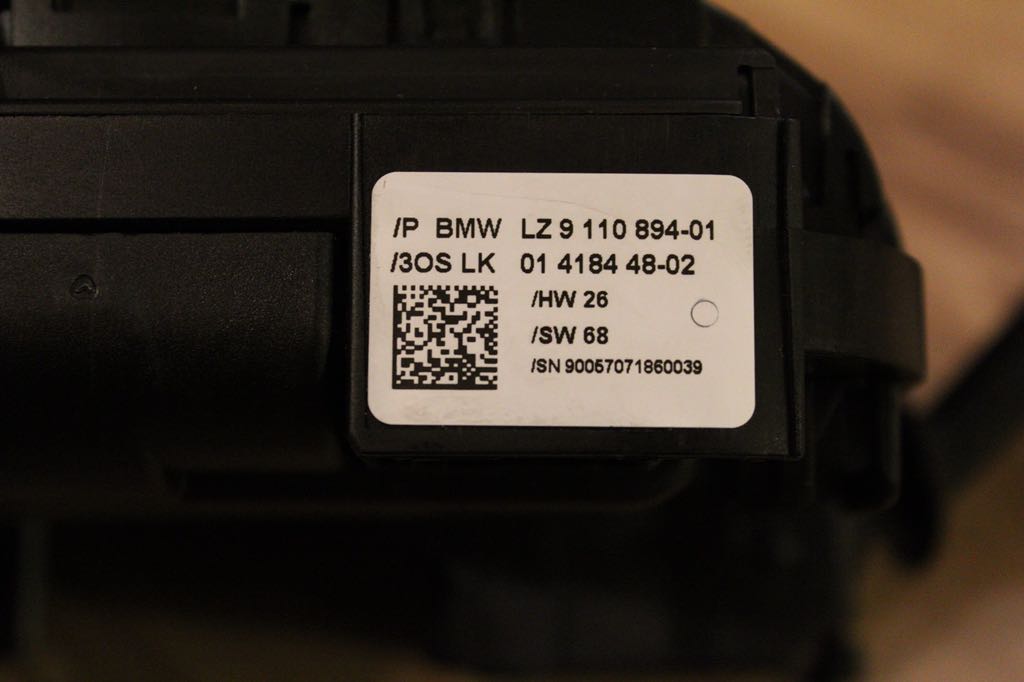 /P BMW LZ 9 110 894-01
/3OS LK 01 4184 48-02
/HW 26
/SW 68
/SN 90057071860039